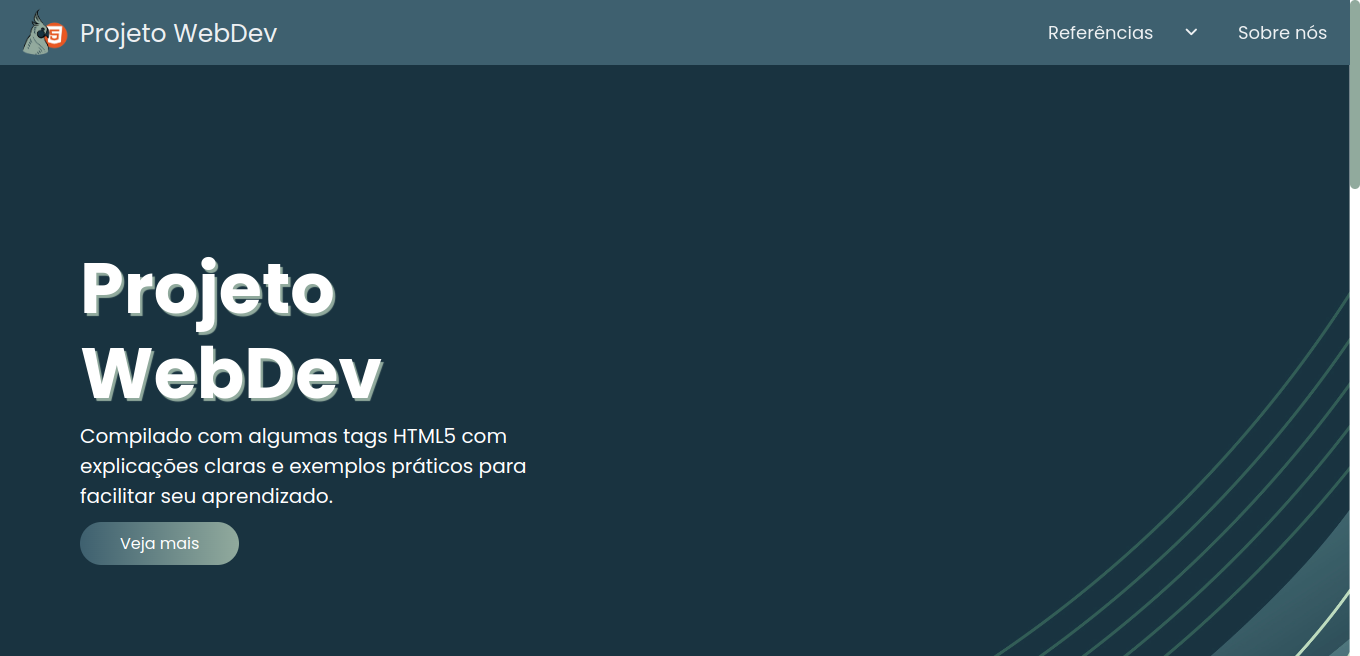 Projeto WebDev
Referências
Sobre nós
Projeto
WebDev
Compilado com algumas tags HTML5 com
explicações claras e exemplos práticos para
facilitar seu aprendizado.
Veja mais